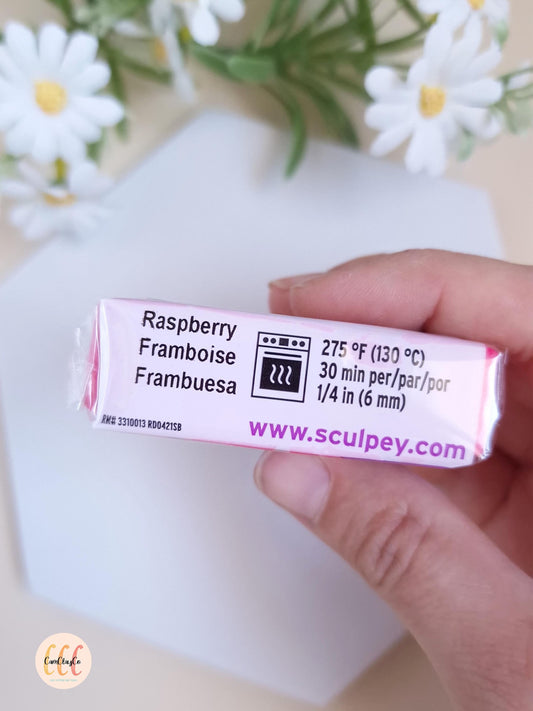 Raspberry
Framboise
Frambuesa
275 °F (130 °C)
30 min per/par/por
1/4 in (6 mm)
RM# 3310013 RD0421SB
www.sculpey.com
CamClayCo